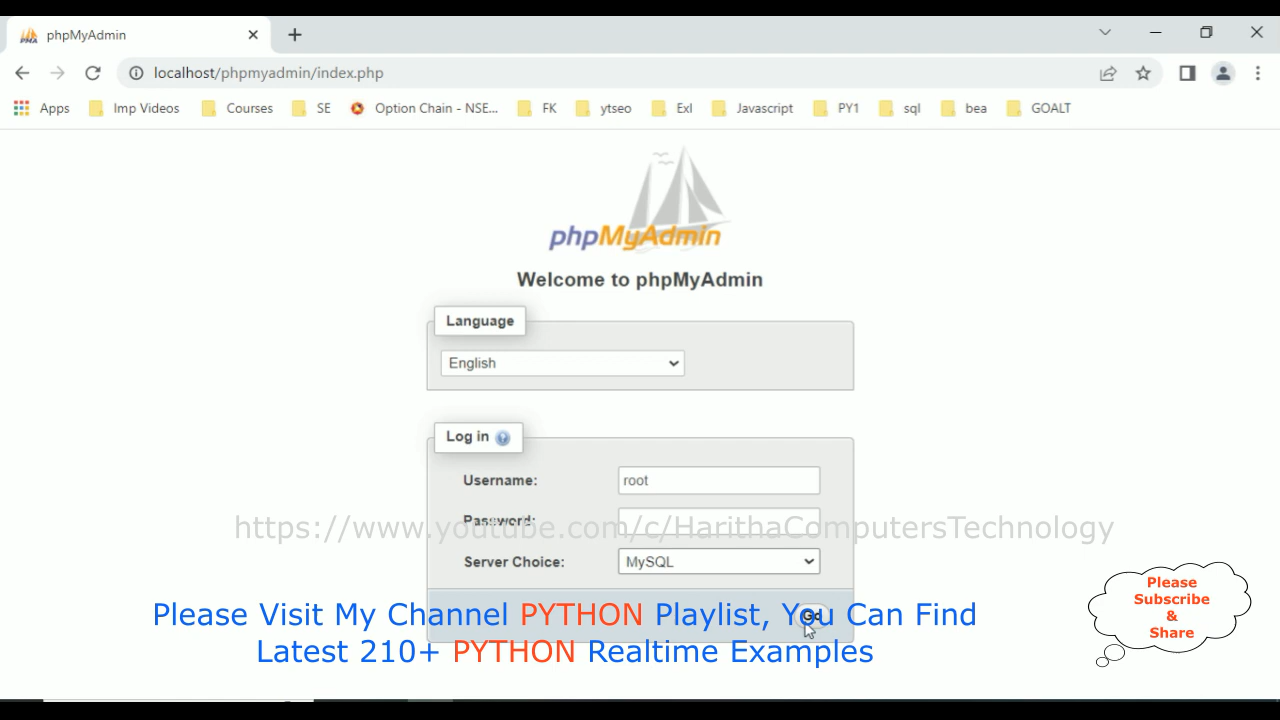 phpMyAdmin
localhost/phpmyadmin/index.php
Apps Imp Videos Courses SE Option Chain - NSE... FK ytseo Exl Javascript PY1 sql bea GOALT
phpMyAdmin
Welcome to phpMyAdmin
Language
English
Log in
Username: root
Password:
https://www.youtube.com/c/HarithaComputersTechnology
Server Choice: MySQL
Go
Please Visit My Channel PYTHON Playlist, You Can Find
Latest 210+ PYTHON Realtime Examples
Please
Subscribe
&
Share